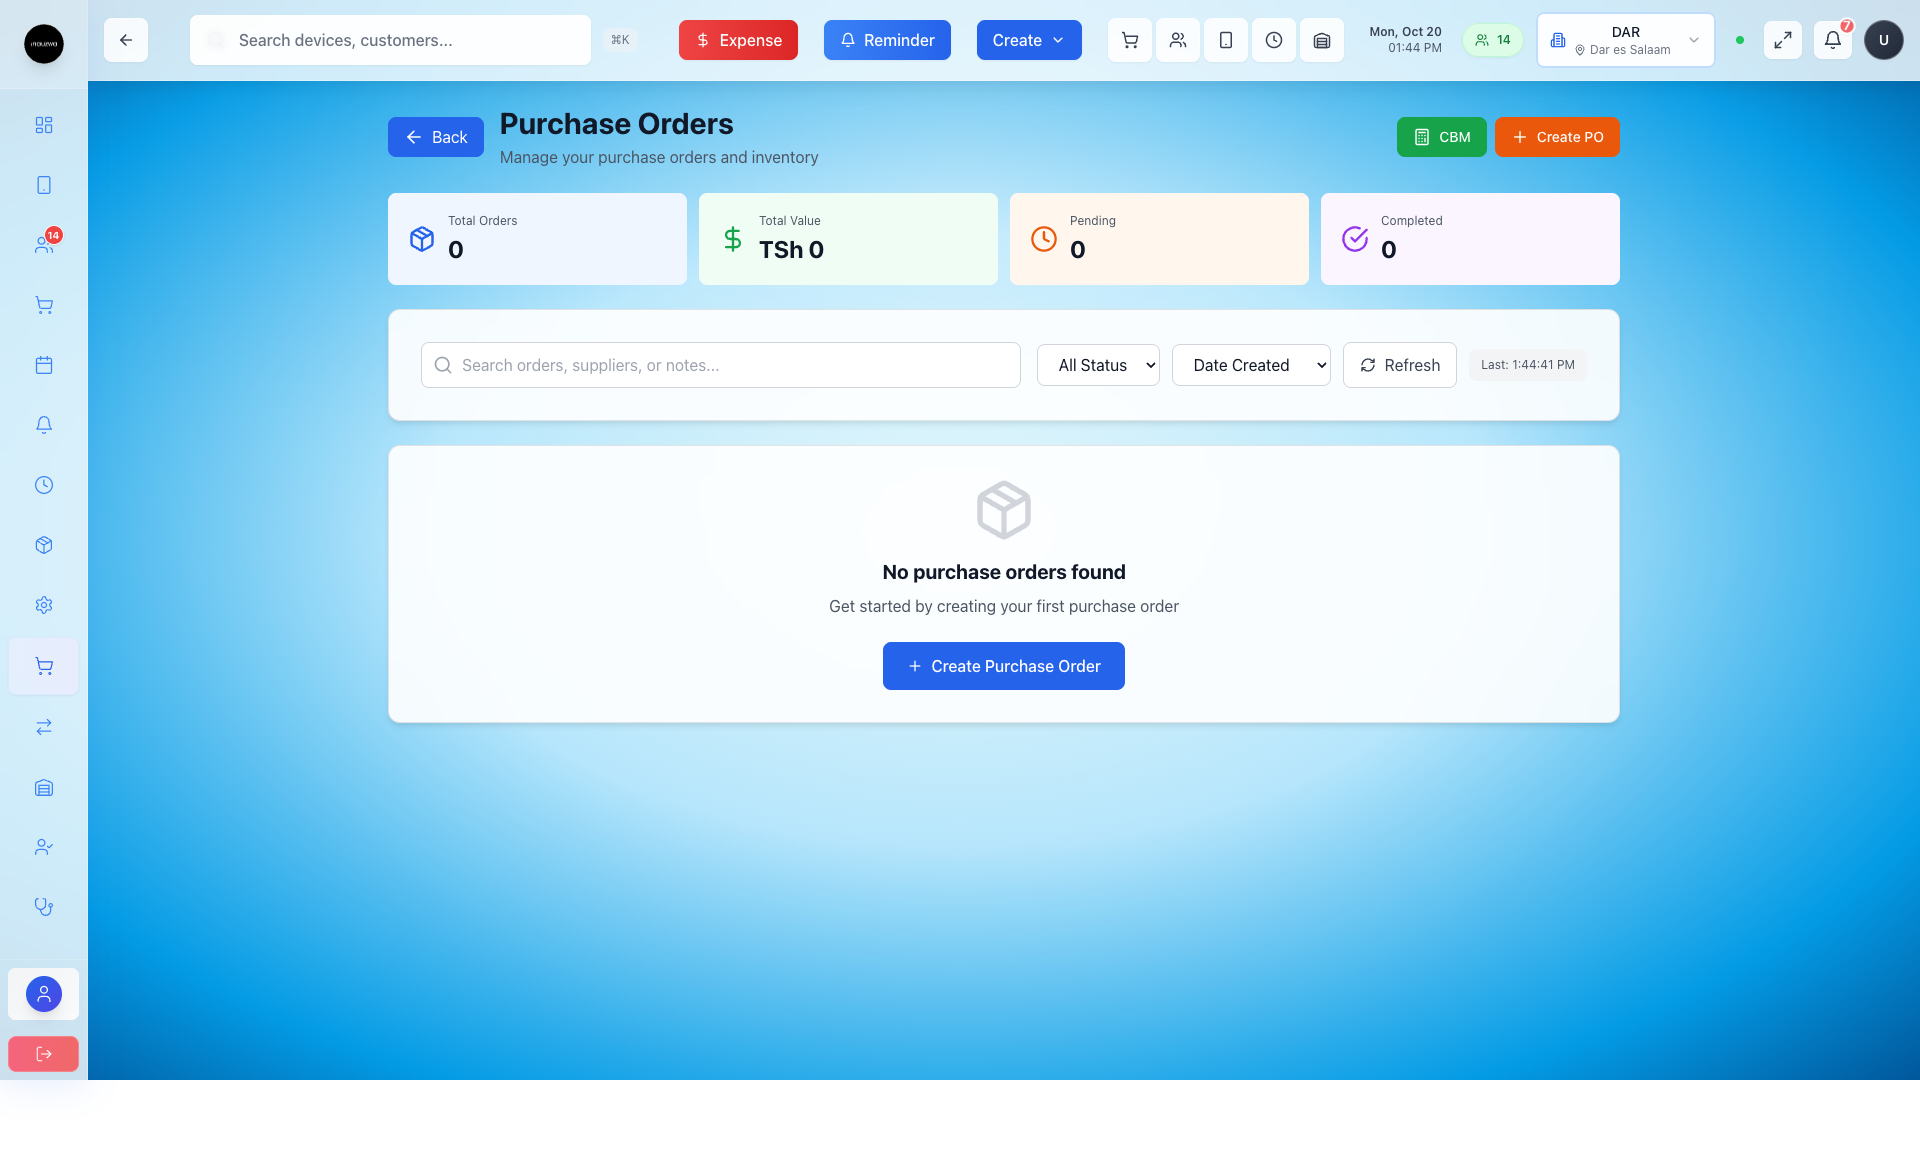 Search devices, customers...
⌘K
Expense
Reminder
Create
Mon, Oct 20
01:44 PM
14
DAR
Dar es Salaam
7
U
14
Back
Purchase Orders
Manage your purchase orders and inventory
CBM
Create PO
Total Orders
0
Total Value
TSh 0
Pending
0
Completed
0
Search orders, suppliers, or notes...
All Status
Date Created
Refresh
Last: 1:44:41 PM
No purchase orders found
Get started by creating your first purchase order
Create Purchase Order